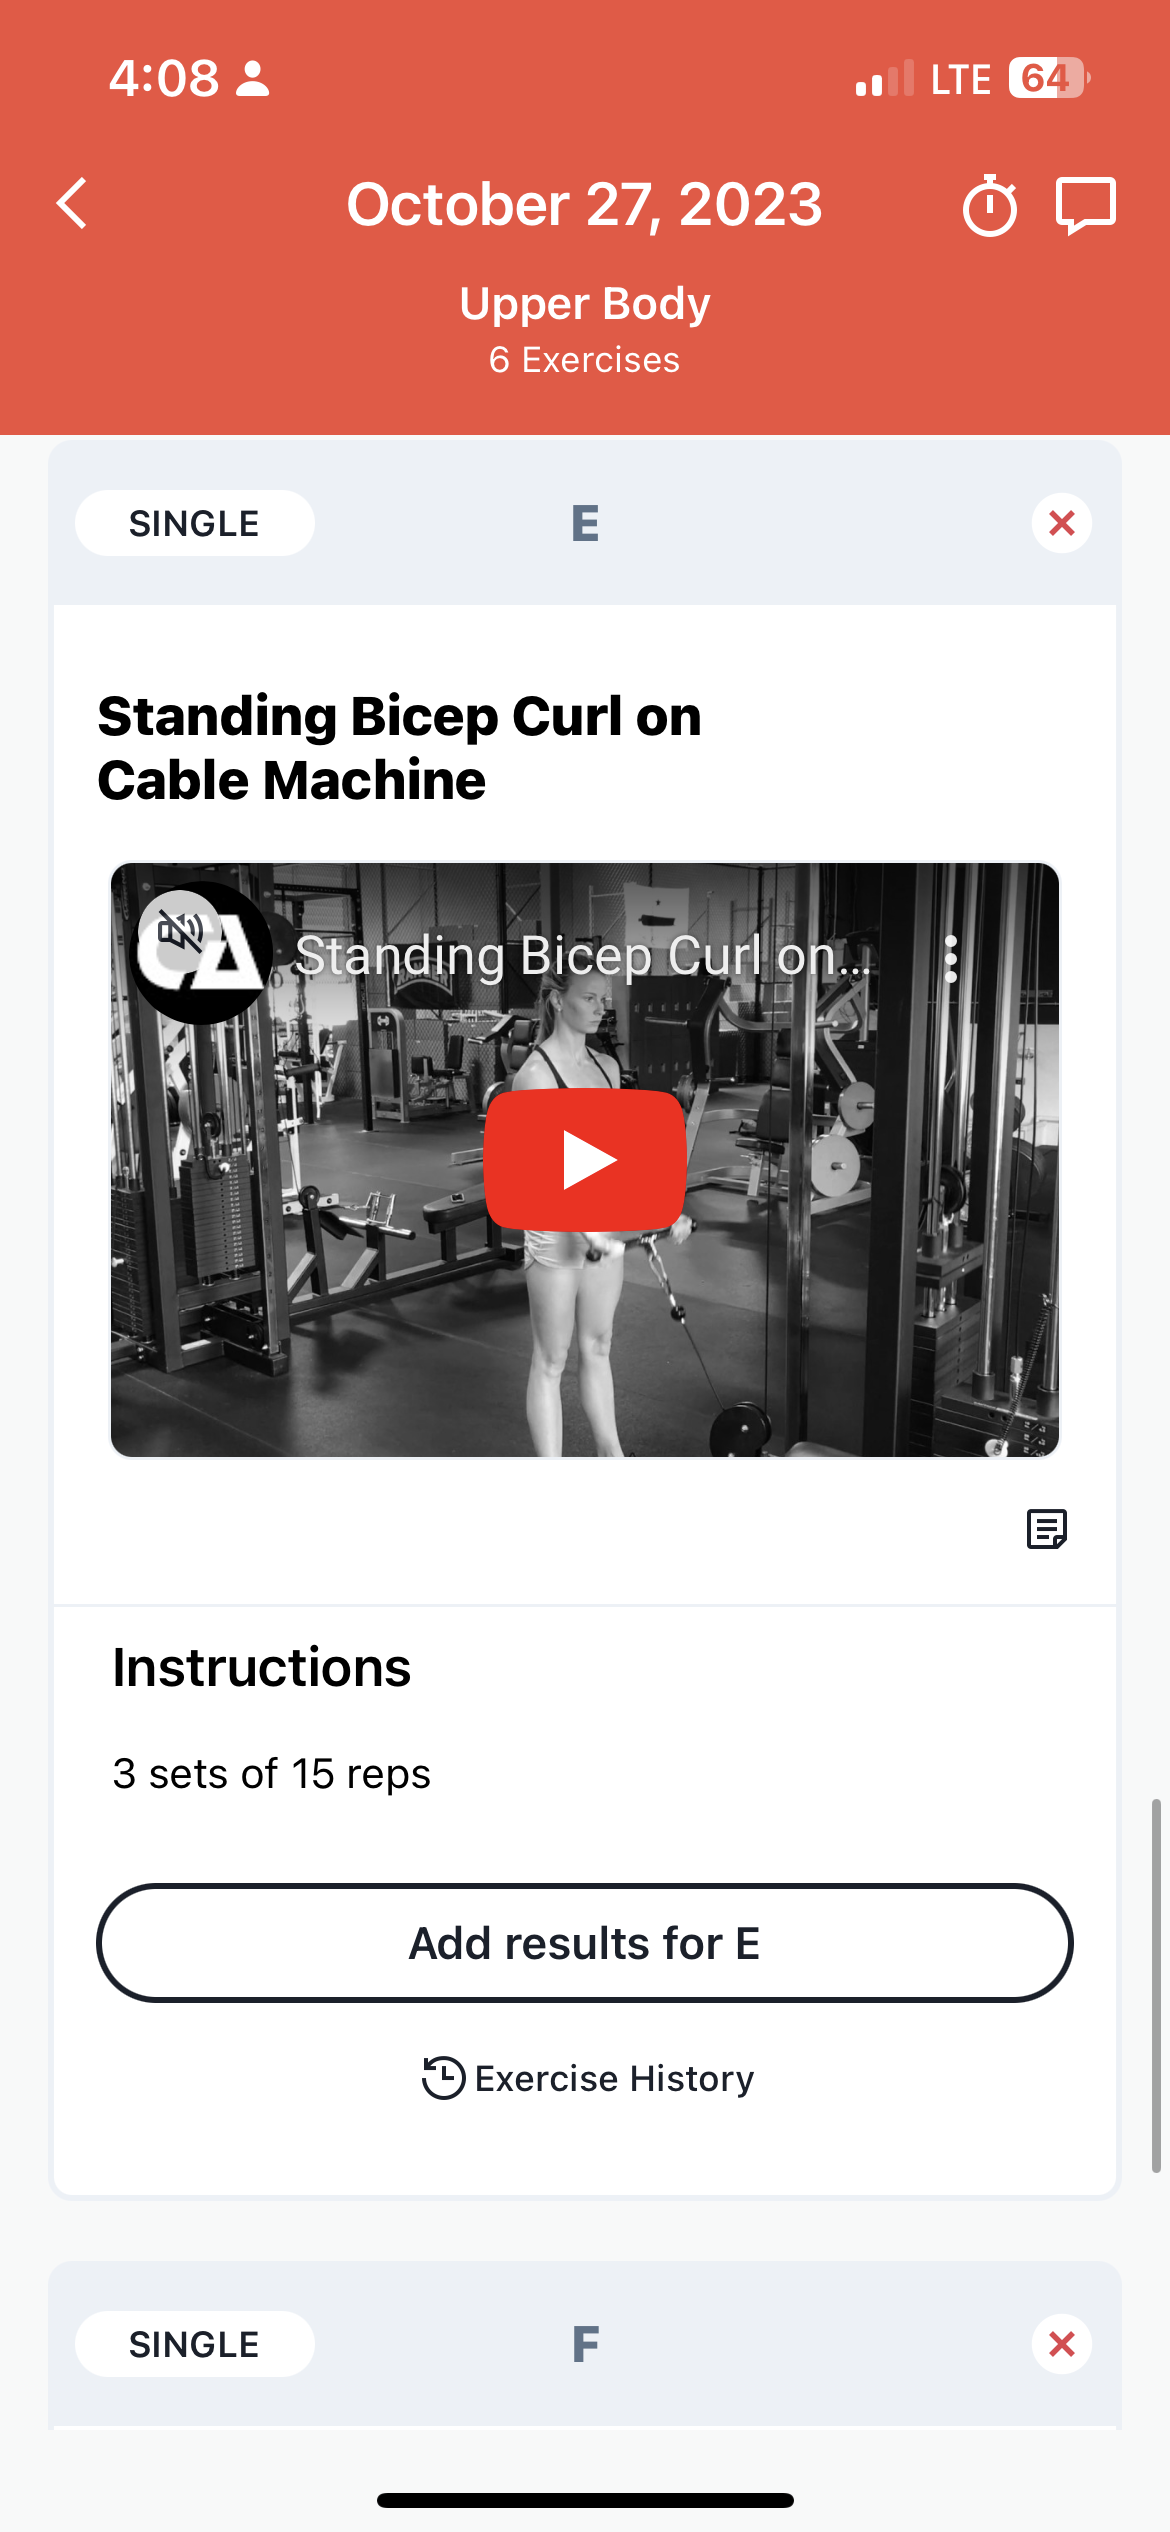 4:08
LTE 64
October 27, 2023
Upper Body
6 Exercises
SINGLE
E
Standing Bicep Curl on
Cable Machine
CA
Standing Bicep Curl on...
Instructions
3 sets of 15 reps
Add results for E
Exercise History
SINGLE
F